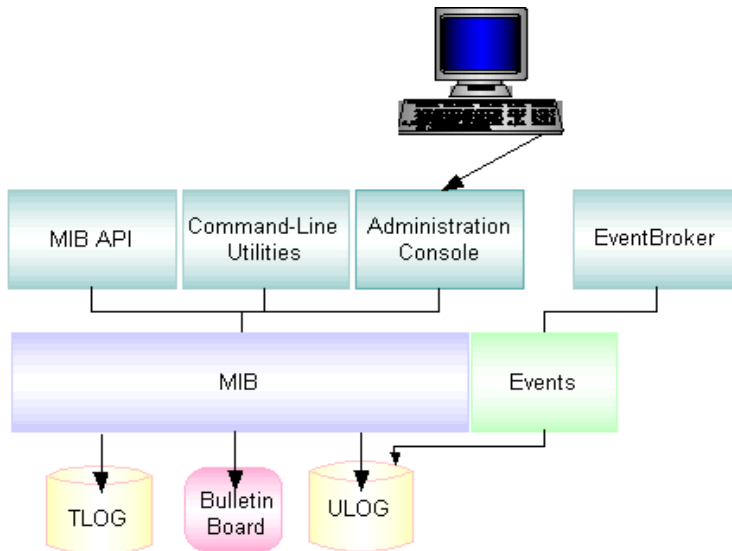 MIB API
Command-Line
Utilities
Administration
Console
EventBroker
MIB
Events
TLOG
Bulletin
Board
ULOG